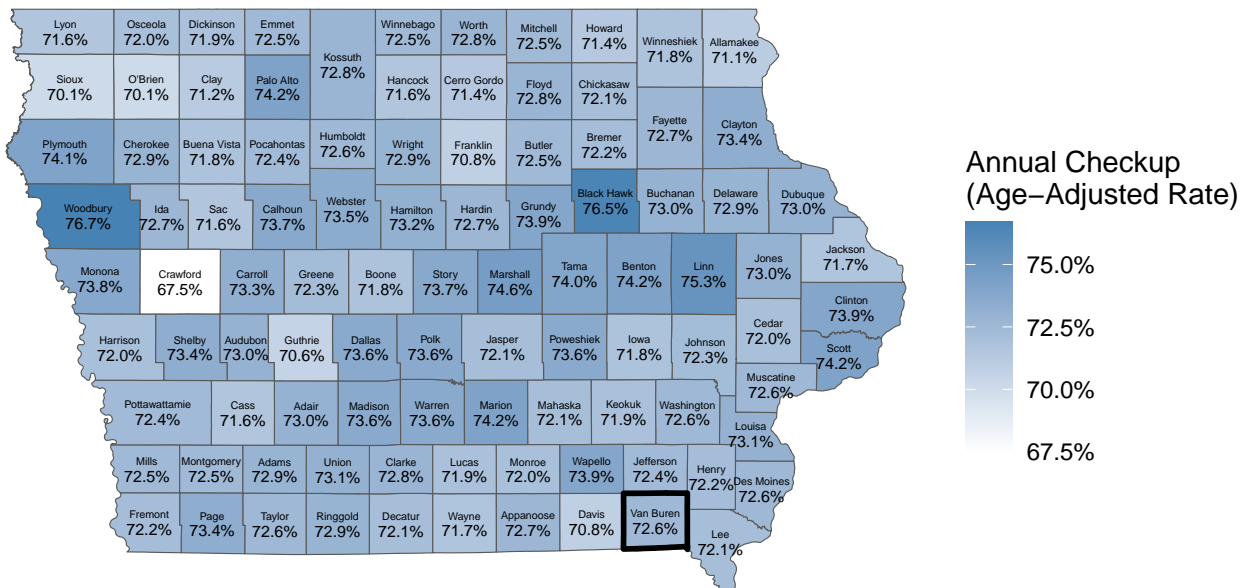 Lyon
71.6%
Osceola
72.0%
Dickinson
71.9%
Emmet
72.5%
Kossuth
72.8%
Winnebago
72.5%
Worth
72.8%
Mitchell
72.5%
Howard
71.4%
Winneshiek
71.8%
Allamakee
71.1%
Sioux
70.1%
O'Brien
70.1%
Clay
71.2%
Palo Alto
74.2%
Hancock
71.6%
Cerro Gordo
71.4%
Floyd
72.8%
Chickasaw
72.1%
Fayette
72.7%
Clayton
73.4%
Plymouth
74.1%
Cherokee
72.9%
Buena Vista
71.8%
Pocahontas
72.4%
Humboldt
72.6%
Wright
72.9%
Franklin
70.8%
Butler
72.5%
Bremer
72.2%
Woodbury
76.7%
Ida
72.7%
Sac
71.6%
Calhoun
73.7%
Webster
73.5%
Hamilton
73.2%
Hardin
72.7%
Grundy
73.9%
Black Hawk
76.5%
Buchanan
73.0%
Delaware
72.9%
Dubuque
73.0%
Monona
73.8%
Crawford
67.5%
Carroll
73.3%
Greene
72.3%
Boone
71.8%
Story
73.7%
Marshall
74.6%
Tama
74.0%
Benton
74.2%
Linn
75.3%
Jones
73.0%
Jackson
71.7%
Clinton
73.9%
Harrison
72.0%
Shelby
73.4%
Audubon
73.0%
Guthrie
70.6%
Dallas
73.6%
Polk
73.6%
Jasper
72.1%
Poweshiek
73.6%
Iowa
71.8%
Johnson
72.3%
Cedar
72.0%
Scott
74.2%
Muscatine
72.6%
Pottawattamie
72.4%
Cass
71.6%
Adair
73.0%
Madison
73.6%
Warren
73.6%
Marion
74.2%
Mahaska
72.1%
Keokuk
71.9%
Washington
72.6%
Louisa
73.1%
Mills
72.5%
Montgomery
72.5%
Adams
72.9%
Union
73.1%
Clarke
72.8%
Lucas
71.9%
Monroe
72.0%
Wapello
73.9%
Jefferson
72.4%
Henry
72.2%
Des Moines
72.6%
Fremont
72.2%
Page
73.4%
Taylor
72.6%
Ringgold
72.9%
Decatur
72.1%
Wayne
71.7%
Appanoose
72.7%
Davis
70.8%
Van Buren
72.6%
Lee
72.1%
Annual Checkup
(Age−Adjusted Rate)
75.0%
72.5%
70.0%
67.5%